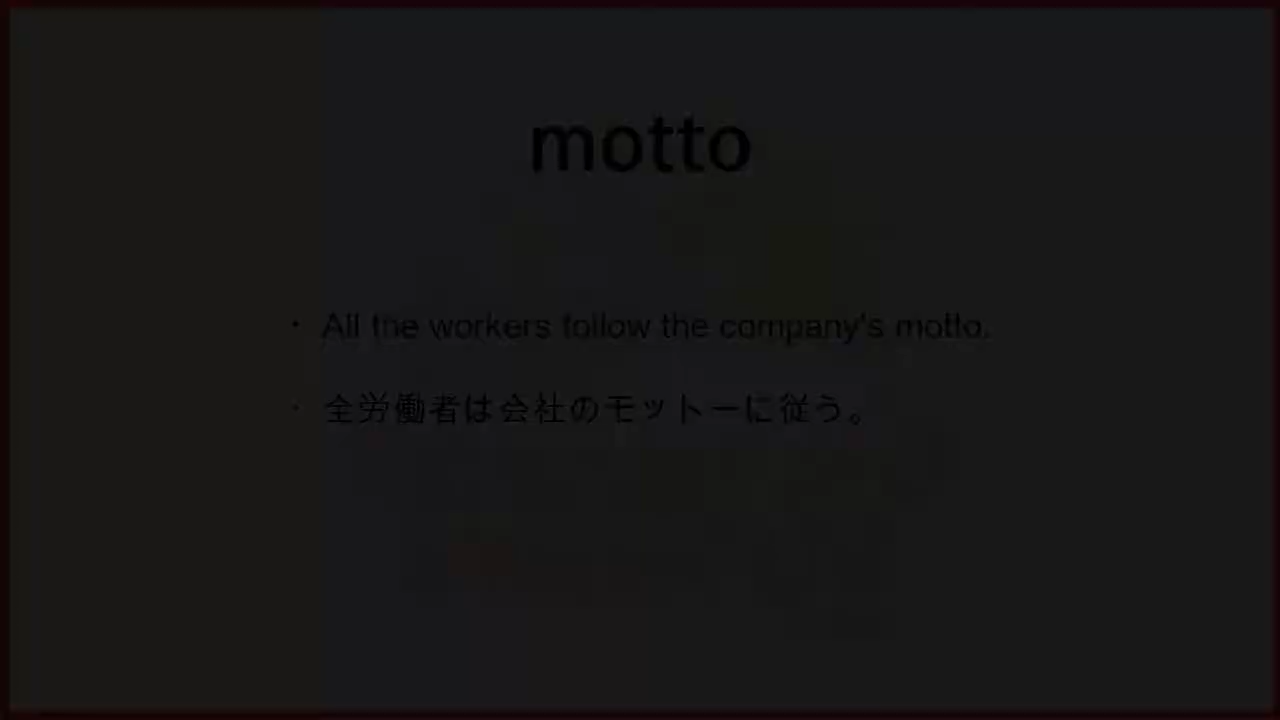 motto
・ All the workers follow the company's motto.
・ 全労働者は会社のモットーに従う。